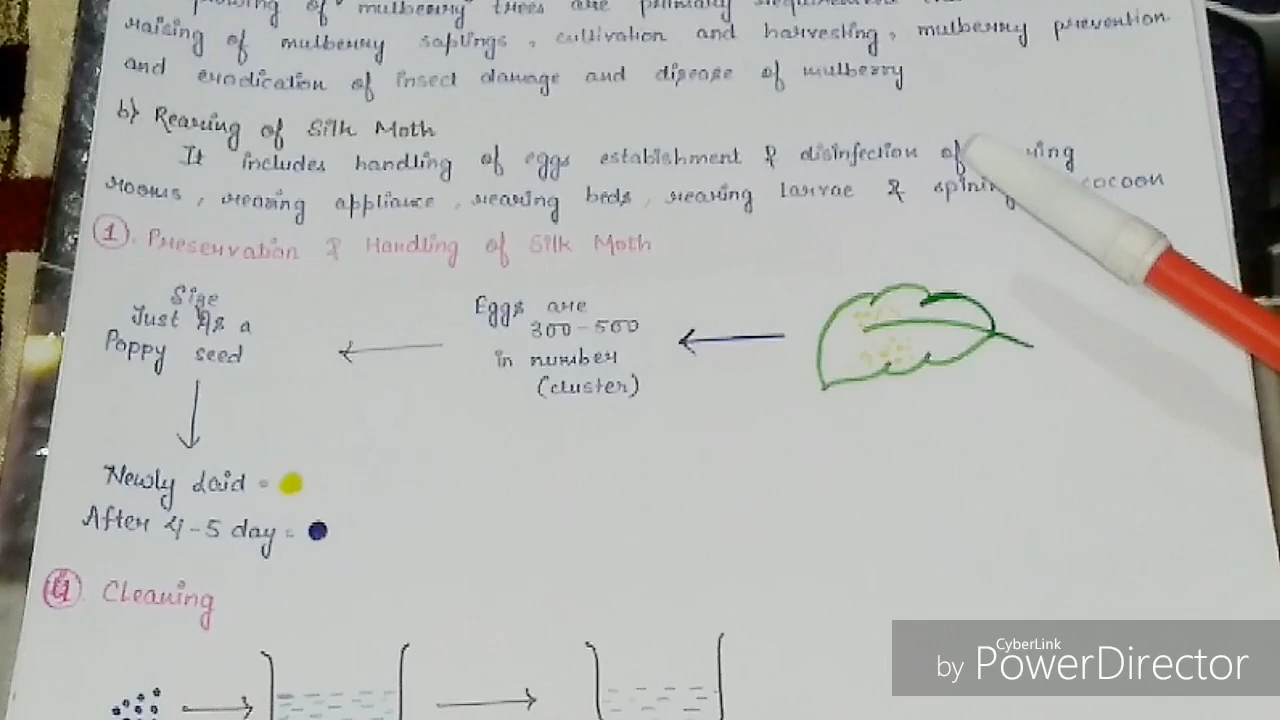 of mulberry trees are primary
raising of mulberry saplings, cultivation and harvesting, mulberry prevention
and eradication of insect damage and disease of mulberry
b) Rearing of Silk Moth
It includes handling of eggs establishment & disinfection of
rooms, rearing appliance, rearing beds, rearing larvae & cocoon
1. Preservation & Handling of Silk Moth
Size
Just As a
Poppy seed
Eggs are
300-500
in number
(cluster)
Newly Laid =
After 4-5 day =
Cleaning
CyberLink
by PowerDirector